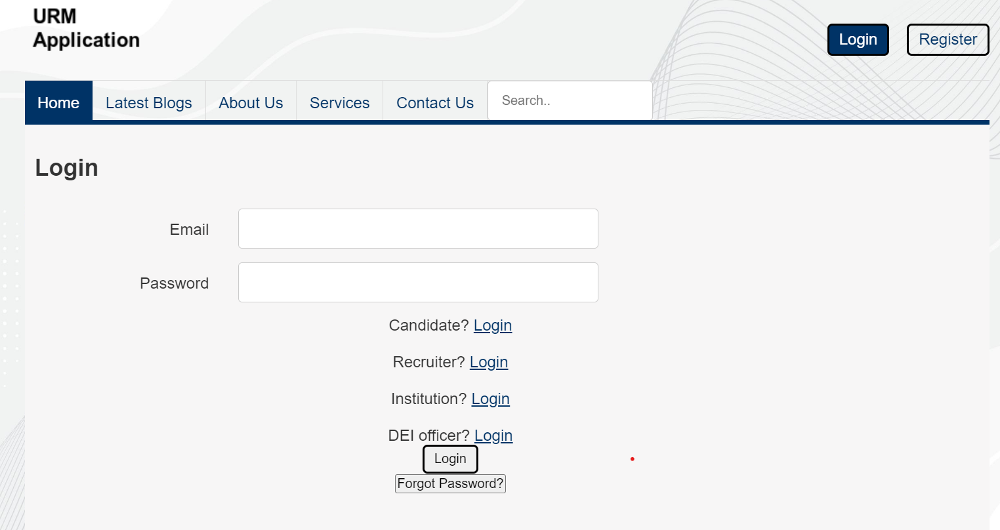 URM
Application
Login
Register
Home
Latest Blogs
About Us
Services
Contact Us
Search..
Login
Email
Password
Candidate? Login
Recruiter? Login
Institution? Login
DEI officer? Login
Login
Forgot Password?